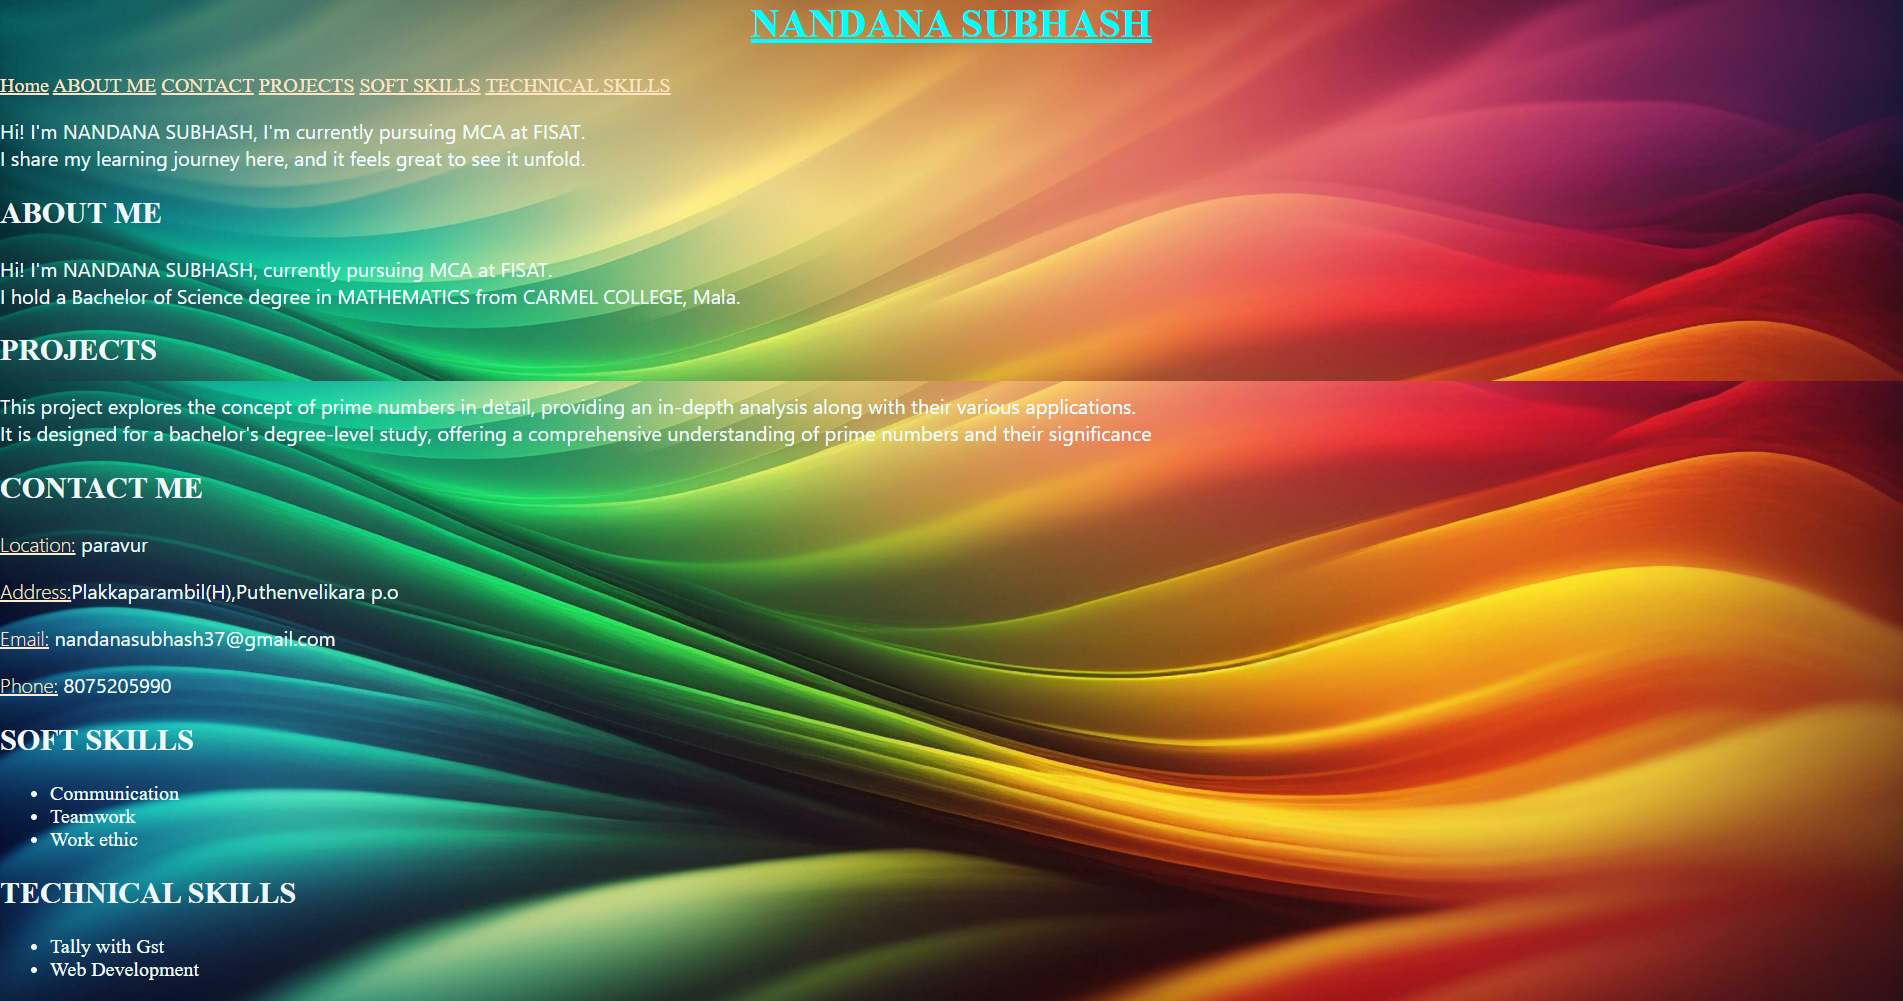 NANDANA SUBHASH
Home ABOUT ME CONTACT PROJECTS SOFT SKILLS TECHNICAL SKILLS
Hi! I'm NANDANA SUBHASH, I'm currently pursuing MCA at FISAT.
I share my learning journey here, and it feels great to see it unfold.
ABOUT ME
Hi! I'm NANDANA SUBHASH, currently pursuing MCA at FISAT.
I hold a Bachelor of Science degree in MATHEMATICS from CARMEL COLLEGE, Mala.
PROJECTS
This project explores the concept of prime numbers in detail, providing an in-depth analysis along with their various applications.
It is designed for a bachelor's degree-level study, offering a comprehensive understanding of prime numbers and their significance
CONTACT ME
Location: paravur
Address:Plakkaparambil(H),Puthenvelikara p.o
Email: nandanasubhash37@gmail.com
Phone: 8075205990
SOFT SKILLS
• Communication
• Teamwork
• Work ethic
TECHNICAL SKILLS
• Tally with Gst
• Web Development